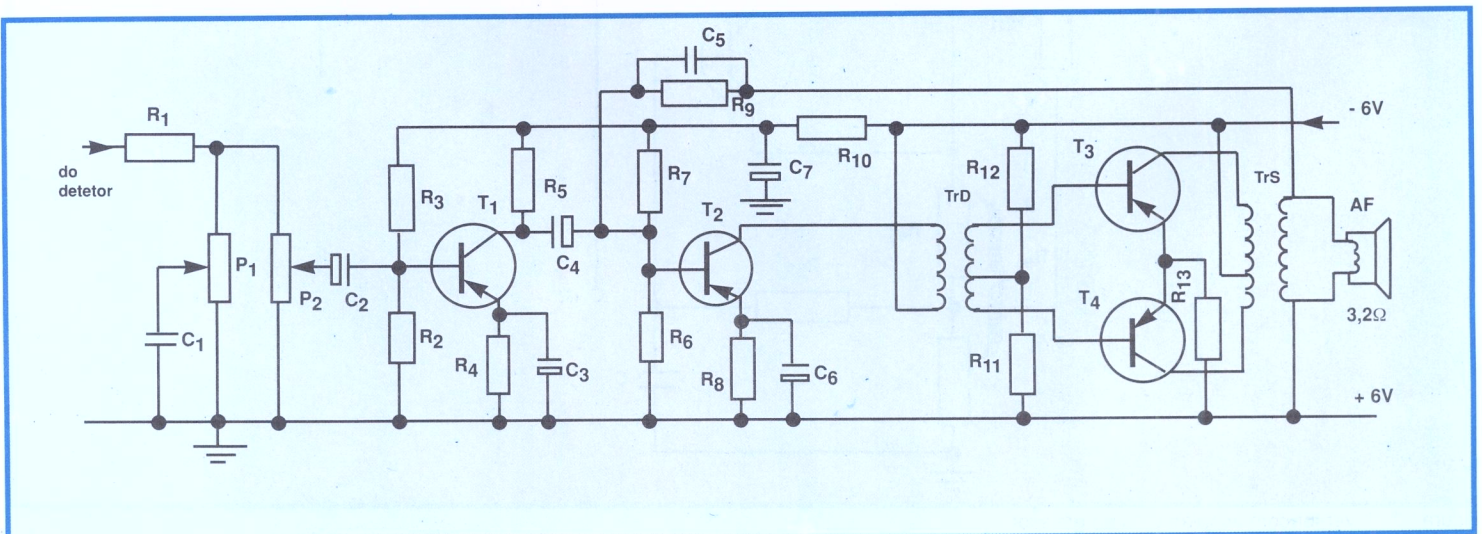 C5
R9
- 6V
R1
do
detetor
R3
R5
T1
R7
C7
R10
R12
T3
TrD
TrS
AF
T2
C4
P1
P2
C2
R13
T4
3,2Ω
C1
R2
R4
C3
R6
R8
C6
R11
+ 6V